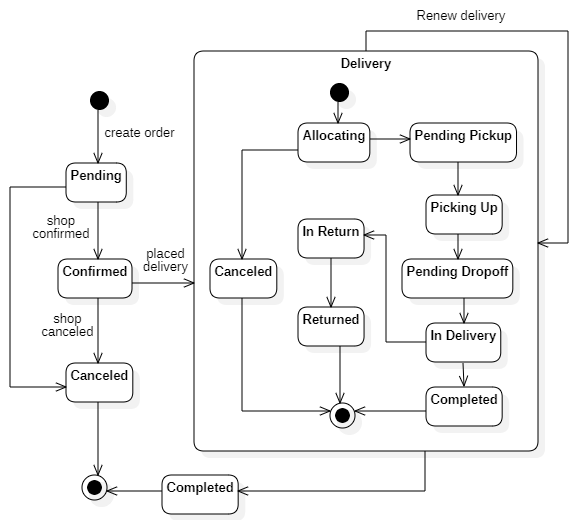 Renew delivery
Delivery
create order
Allocating
Pending Pickup
Pending
Picking Up
shop
confirmed
In Return
placed
delivery
Confirmed
Canceled
Pending Dropoff
shop
canceled
Returned
In Delivery
Canceled
Completed
Completed